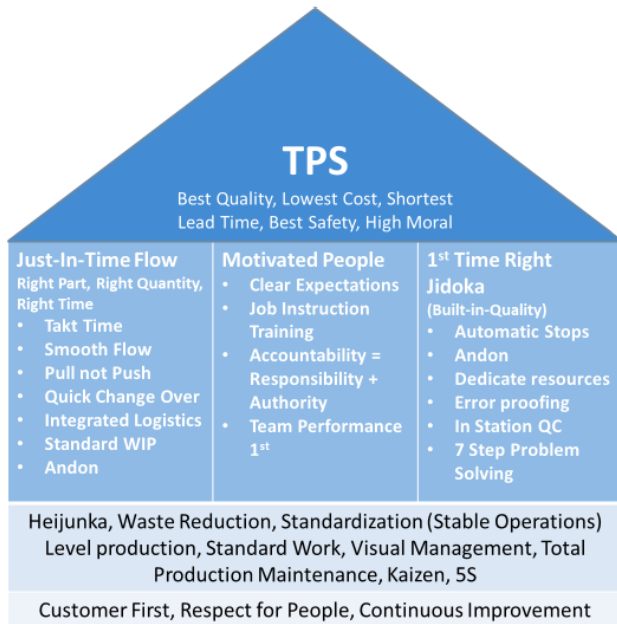 TPS
Best Quality, Lowest Cost, Shortest
Lead Time, Best Safety, High Moral
Just-In-Time Flow
Right Part, Right Quantity,
Right Time
• Takt Time
• Smooth Flow
• Pull not Push
• Quick Change Over
• Integrated Logistics
• Standard WIP
• Andon
Motivated People
• Clear Expectations
• Job Instruction
Training
• Accountability =
Responsibility +
Authority
• Team Performance
1st
1st Time Right
Jidoka
(Built-in-Quality)
• Automatic Stops
• Andon
• Dedicate resources
• Error proofing
• In Station QC
• 7 Step Problem
Solving
Heijunka, Waste Reduction, Standardization (Stable Operations)
Level production, Standard Work, Visual Management, Total
Production Maintenance, Kaizen, 5S
Customer First, Respect for People, Continuous Improvement